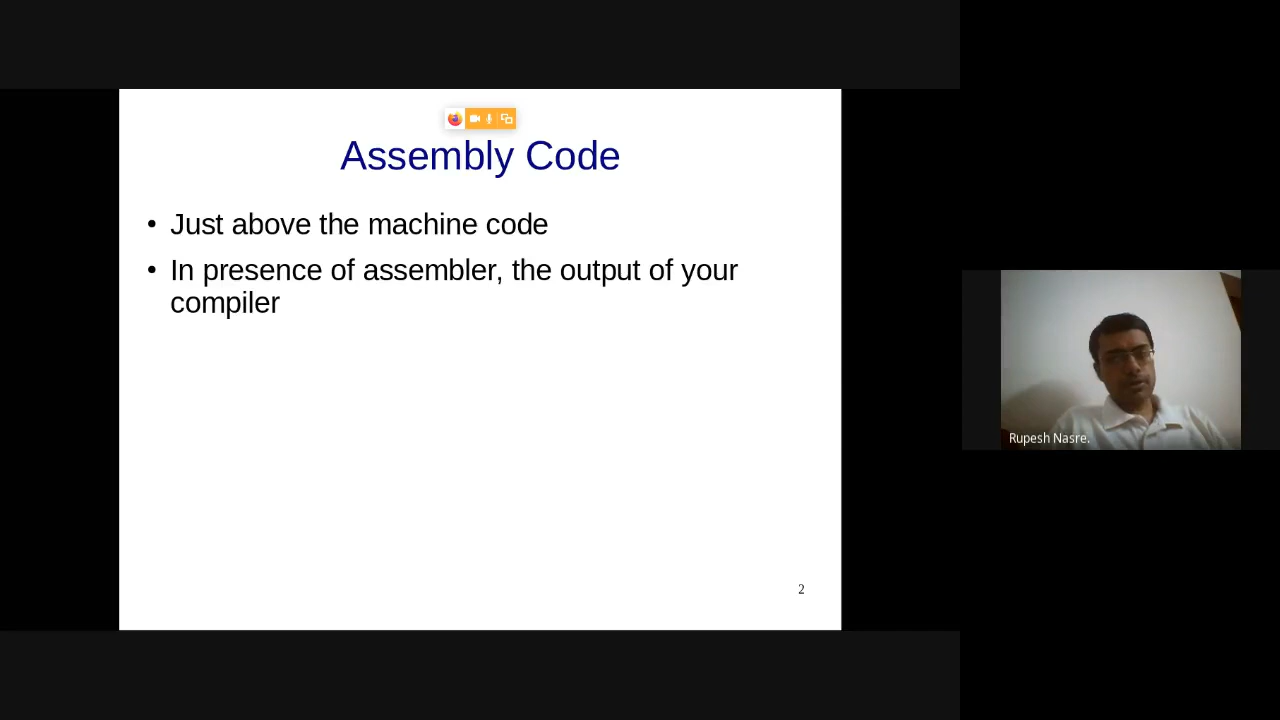 Assembly Code
• Just above the machine code
• In presence of assembler, the output of your
compiler
2
Rupesh Nasre.